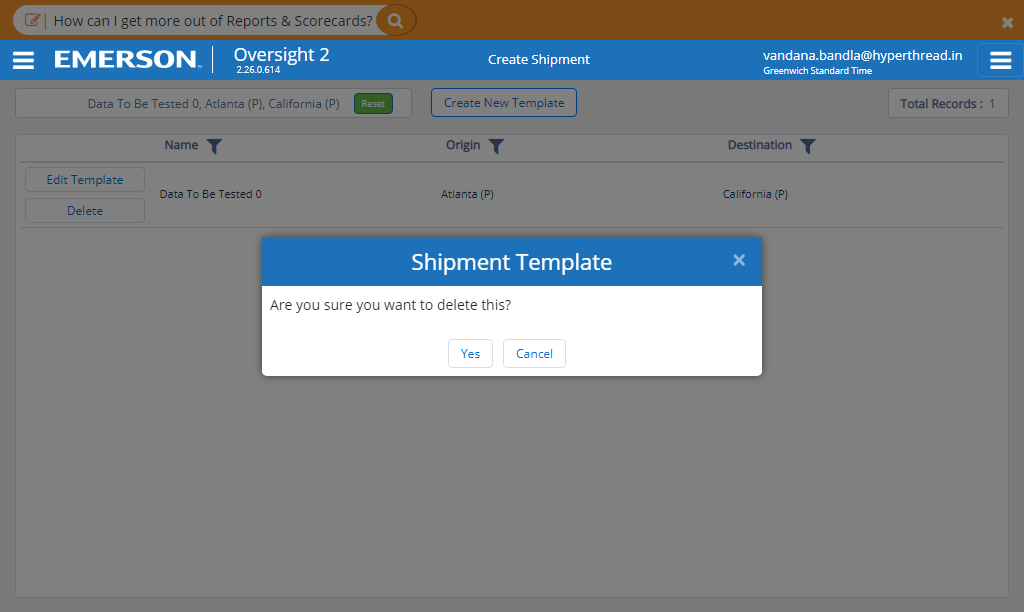 How can I get more out of Reports & Scorecards?
EMERSON™
Oversight 2
2.26.0.614
Create Shipment
vandana.bandla@hyperthread.in
Greenwich Standard Time
Data To Be Tested 0, Atlanta (P), California (P)
Reset
Create New Template
Total Records : 1
Name
Origin
Destination
Edit Template
Delete
Data To Be Tested 0
Atlanta (P)
California (P)
Shipment Template
×
Are you sure you want to delete this?
Yes
Cancel